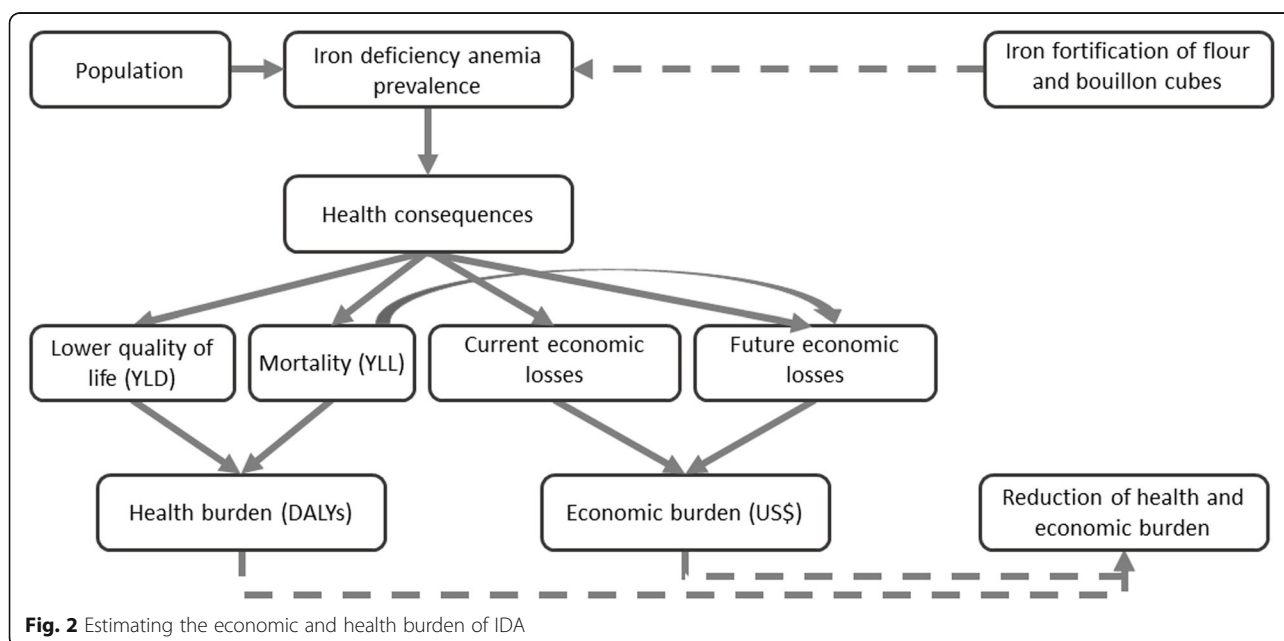 Population
Iron deficiency anemia
prevalence
Iron fortification of flour
and bouillon cubes
Health consequences
Lower quality of
life (YLD)
Mortality (YLL)
Current economic
losses
Future economic
losses
Health burden (DALYs)
Economic burden (US$)
Reduction of health and
economic burden
Fig. 2 Estimating the economic and health burden of IDA